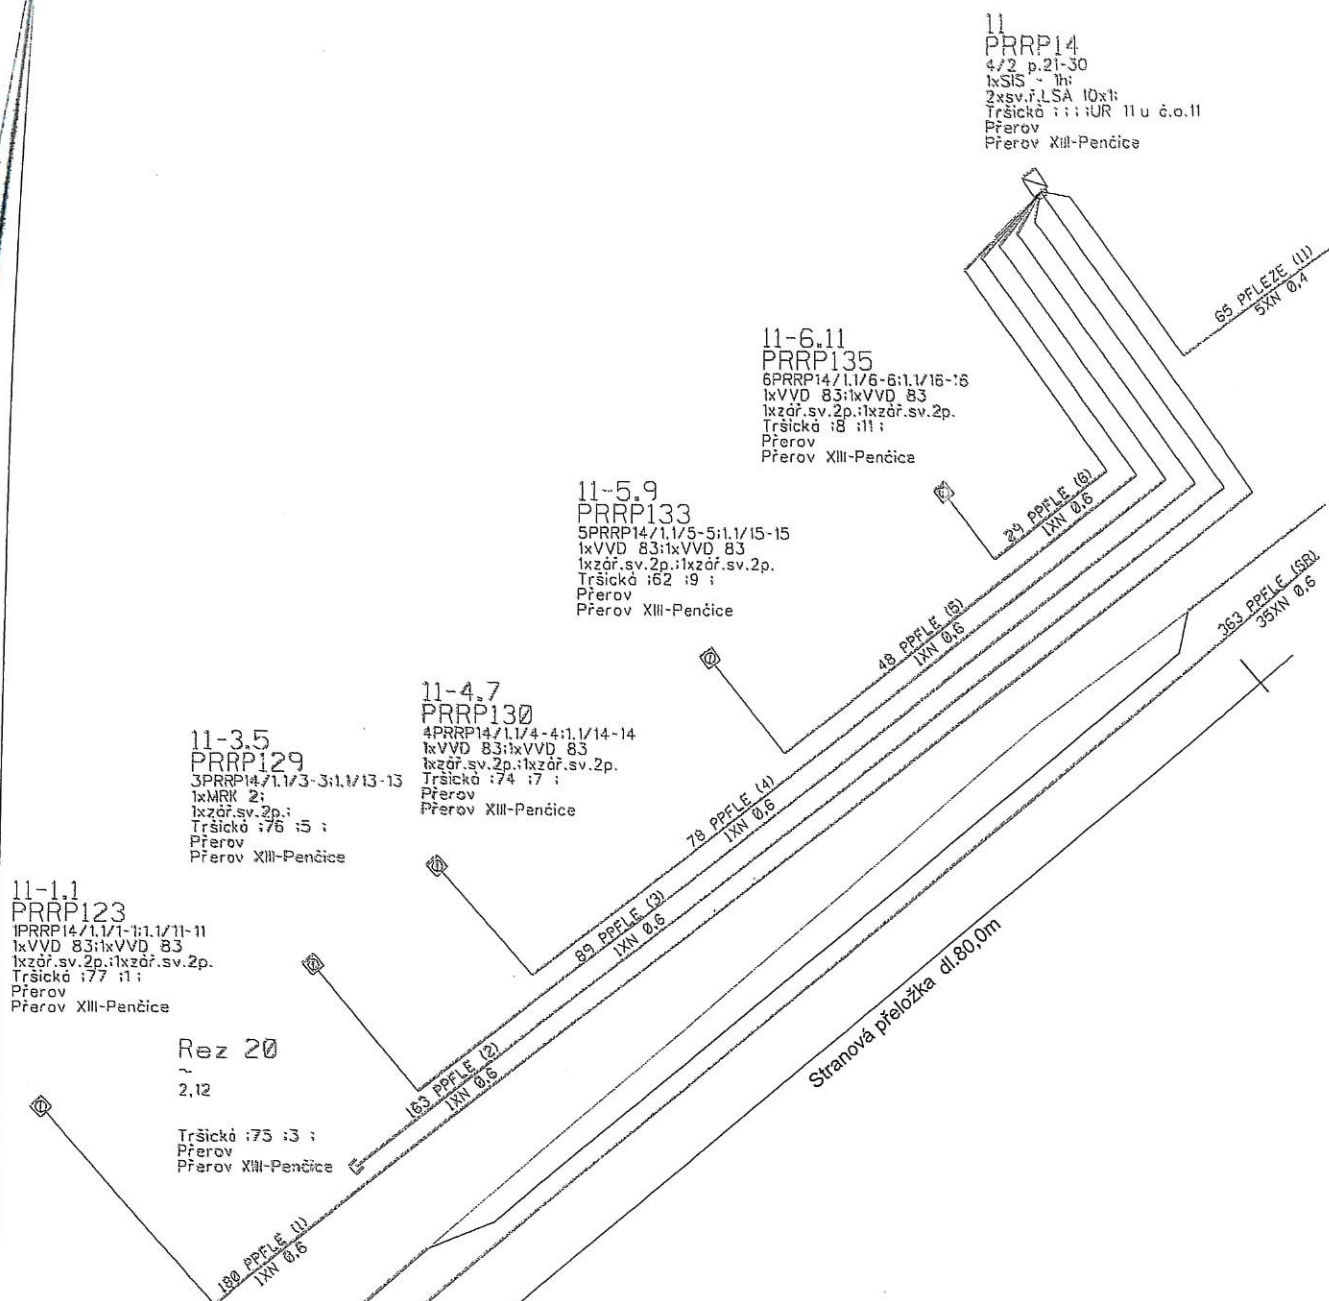 11
PRRP14
4/2 p.21-30
1xSIS - 1h;
2xsv.ř.LSA 10x1;
Tršická ;;;;UR 11 u č.o.11
Přerov
Přerov XIII-Penčice
65 PFLEZE (11)
5XN 0,4
11-6.11
PRRP135
6PRRP14/1.1/6-6;1.1/16-16
1xVVD 83;1xVVD 83
1xzář.sv.2p.;1xzář.sv.2p.
Tršická ;8 ;11 ;
Přerov
Přerov XIII-Penčice
29 PPFLE (6)
1XN 0,6
11-5.9
PRRP133
5PRRP14/1.1/5-5;1.1/15-15
1xVVD 83;1xVVD 83
1xzář.sv.2p.;1xzář.sv.2p.
Tršická ;62 ;9 ;
Přerov
Přerov XIII-Penčice
48 PPFLE (5)
1XN 0,6
363 PPFLE (SR)
35XN 0,6
11-4.7
PRRP130
4PRRP14/1.1/4-4;1.1/14-14
1xVVD 83;1xVVD 83
1xzář.sv.2p.;1xzář.sv.2p.
Tršická ;74 ;7 ;
Přerov
Přerov XIII-Penčice
78 PPFLE (4)
1XN 0,6
11-3.5
PRRP129
3PRRP14/1.1/3-3;1.1/13-13
1xMRK 2;
1xzář.sv.2p.;
Tršická ;76 ;5 ;
Přerov
Přerov XIII-Penčice
89 PPFLE (3)
1XN 0,6
11-1.1
PRRP123
1PRRP14/1.1/1-1;1.1/11-11
1xVVD 83;1xVVD 83
1xzář.sv.2p.;1xzář.sv.2p.
Tršická ;77 ;1 ;
Přerov
Přerov XIII-Penčice
Stranová přeložka dl.80,0m
Rez 20
~
2,12
Tršická ;75 ;3 ;
Přerov
Přerov XIII-Penčice
163 PPFLE (2)
1XN 0,6
180 PPFLE (1)
1XN 0,6